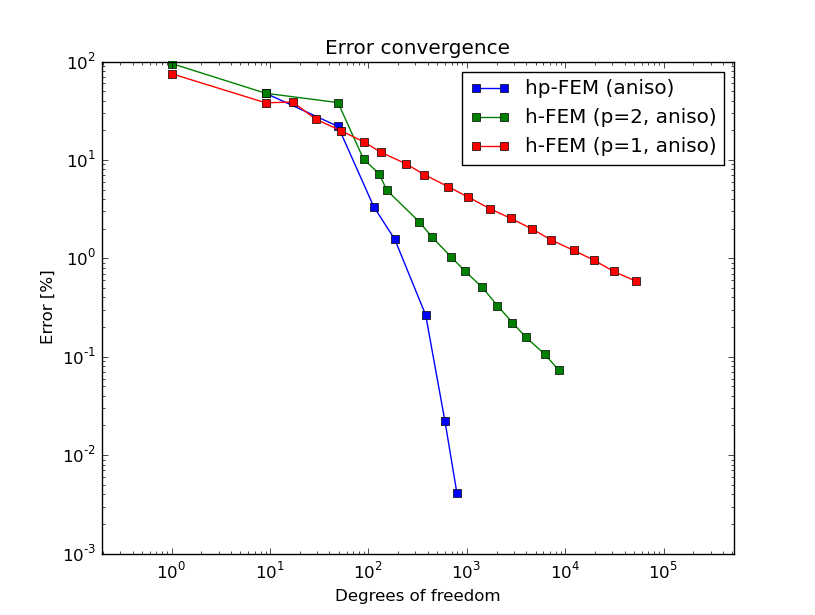 Error convergence
hp-FEM (aniso)
h-FEM (p=2, aniso)
h-FEM (p=1, aniso)
10^2
10^1
10^0
10^-1
10^-2
10^-3
Error [%]
10^0 10^1 10^2 10^3 10^4 10^5
Degrees of freedom